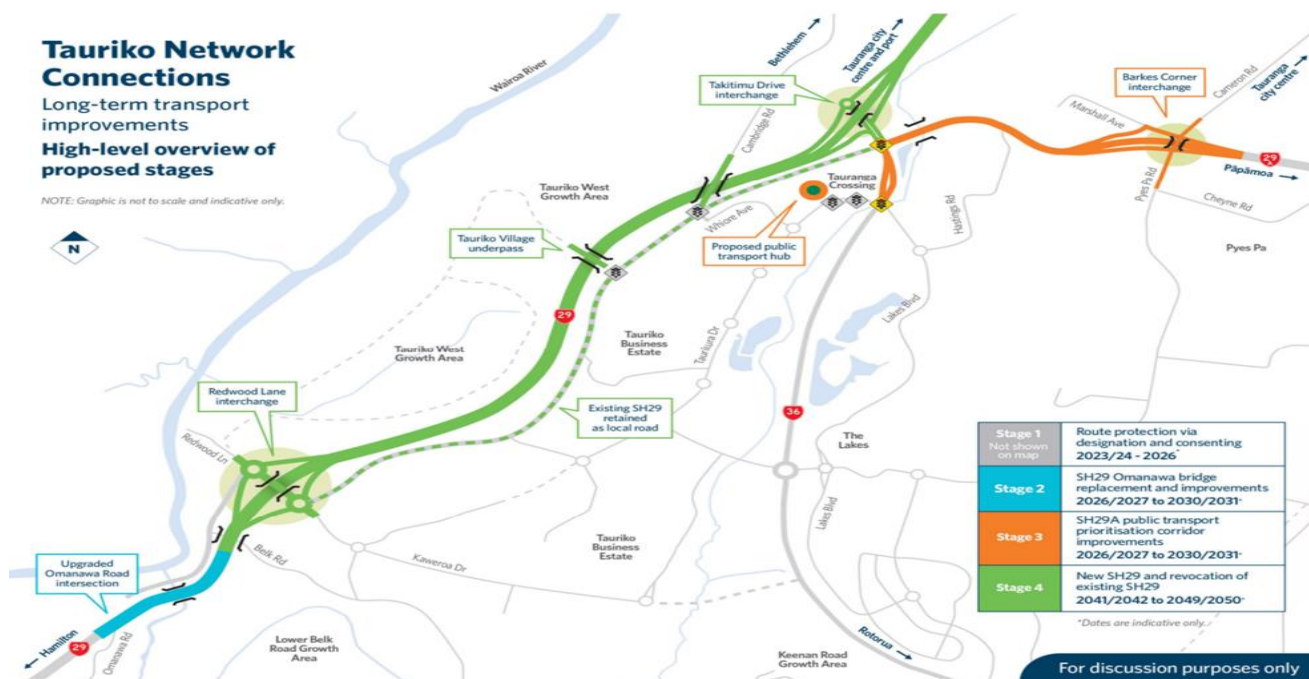 Tauriko Network
Connections
Long-term transport
improvements
High-level overview of
proposed stages
NOTE: Graphic is not to scale and indicative only.
N
Wairoa River
Bethlehem
Tauranga city
centre and port
Takitimu Drive
interchange
Cambridge Rd
Barkes Corner
interchange
Cameron Rd
Tauranga
city centre
Marshall Ave
29A
Pāpāmoa
Pyes Pa Rd
Cheyne Rd
Pyes Pa
Tauranga
Crossing
Hastings Rd
Whiore Ave
Proposed public
transport hub
Tauriko West
Growth Area
Tauriko Village
underpass
29
Tauriko West
Growth Area
Tauriko
Business
Estate
Taurikura Dr
Lakes Blvd
36
The
Lakes
Lakes Blvd
Redwood Lane
interchange
Redwood Ln
Existing SH29
retained
as local road
Belk Rd
Kaweroa Dr
Tauriko
Business
Estate
Upgraded
Omanawa Road
intersection
Hamilton
29
Omanawa Rd
Lower Belk
Road Growth
Area
Keenan Road
Growth Area
Rotorua
Stage 1
Not shown
on map
Route protection via
designation and consenting
2023/24 - 2026*
Stage 2
SH29 Omanawa bridge
replacement and improvements
2026/2027 to 2030/2031*
Stage 3
SH29A public transport
prioritisation corridor
improvements
2026/2027 to 2030/2031*
Stage 4
New SH29 and revocation of
existing SH29
2041/2042 to 2049/2050*
*Dates are indicative only.
For discussion purposes only